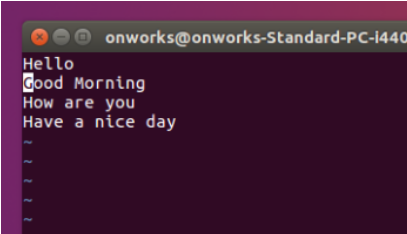 onworks@onworks-Standard-PC-i440
Hello
Good Morning
How are you
Have a nice day
~
~
~
~
~